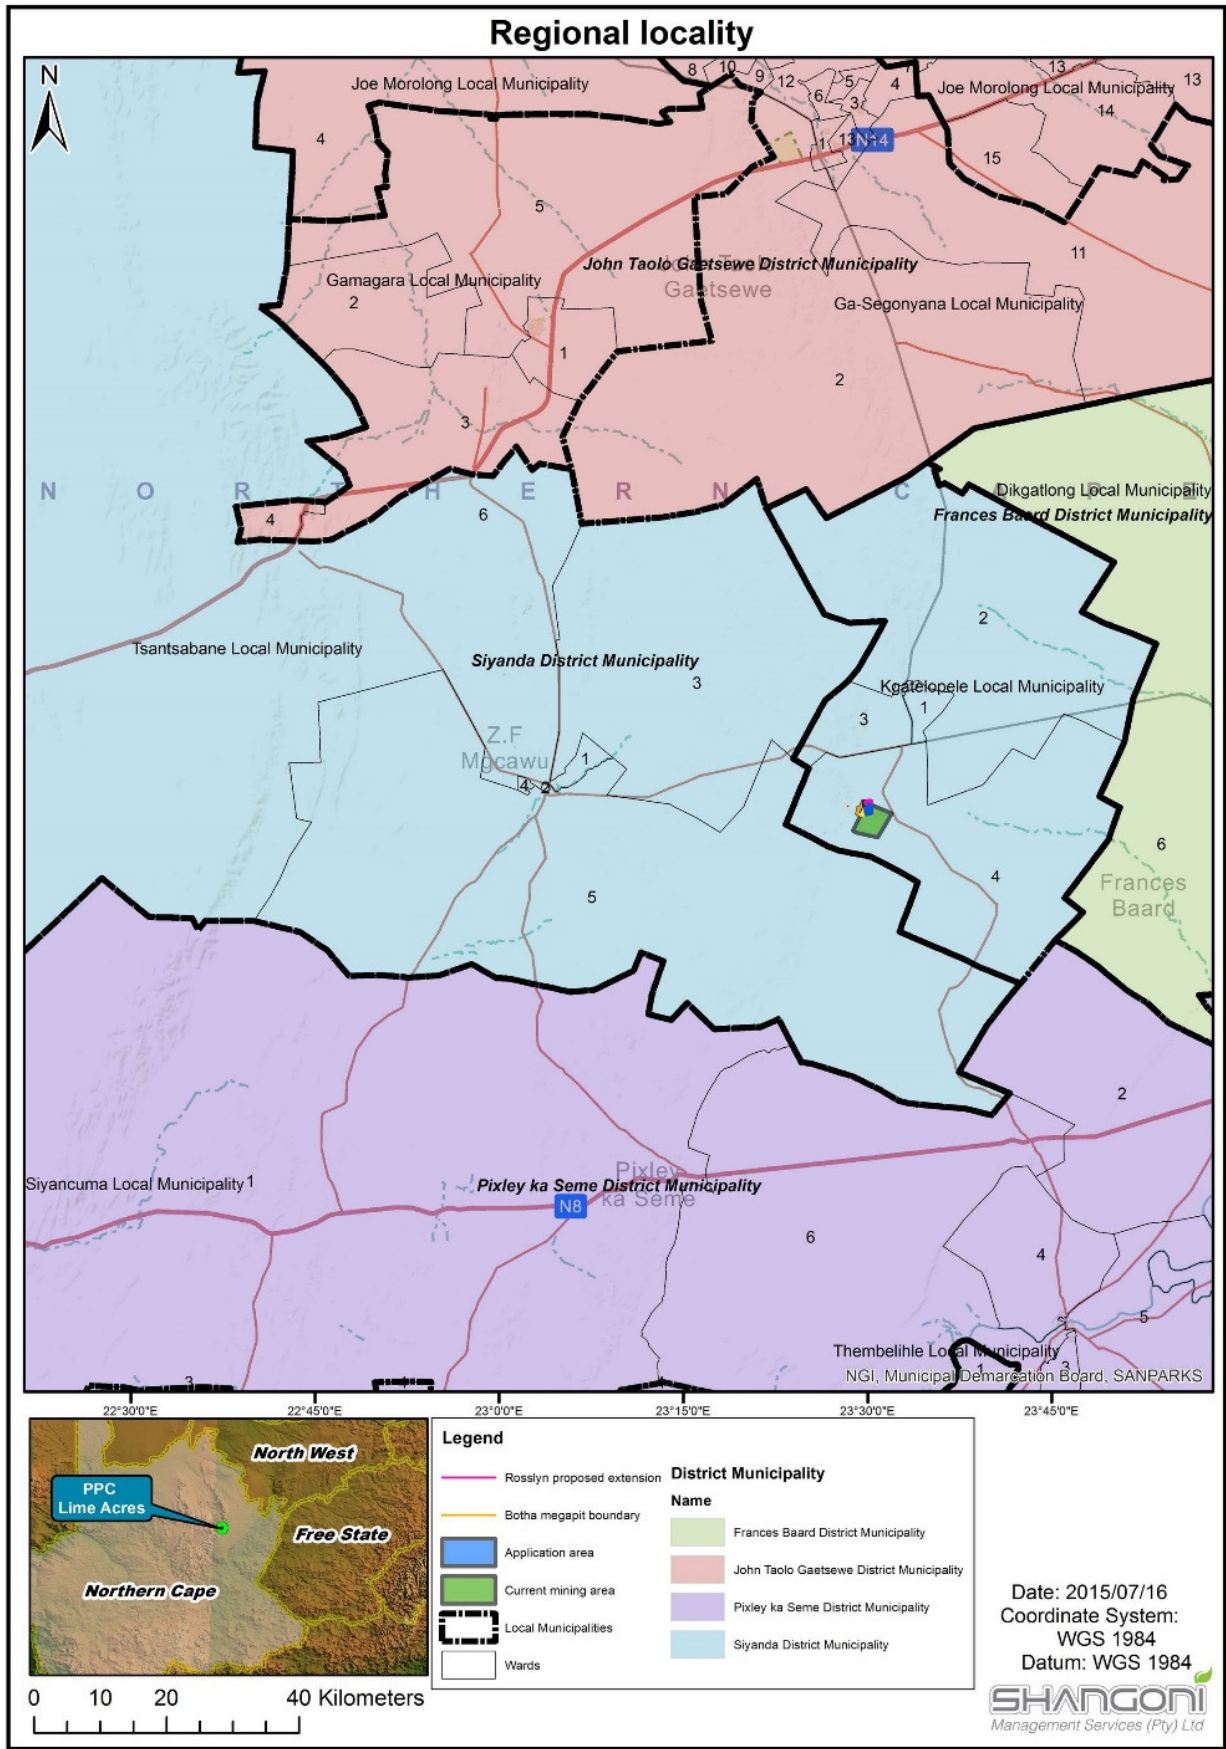 Regional locality
N
8
10
9
12
5
4
13
13
Joe Morolong Local Municipality
6
3
Joe Morolong Local Municipality
14
4
1
13
N14
15
5
11
John Taolo Gaetsewe District Municipality
Gaetsewe
Gamagara Local Municipality
2
Ga-Segonyana Local Municipality
1
2
3
N O R T H E R N C A P E
Dikgatlong Local Municipality
Frances Baard District Municipality
4
6
2
Tsantsabane Local Municipality
Siyanda District Municipality
3
Kgatelopele Local Municipality
1
3
Z.F
Mgcawu
1
4
2
6
4
Frances
Baard
5
2
Siyancuma Local Municipality
1
Pixley
Pixley ka Seme District Municipality
ka Seme
N8
6
4
5
Thembelihle Local Municipality
1
3
NGI, Municipal Demarcation Board, SANPARKS
3
22°30'0"E
22°45'0"E
23°0'0"E
23°15'0"E
23°30'0"E
23°45'0"E
North West
PPC
Lime Acres
Free State
Northern Cape
0 10 20 40 Kilometers
Legend
Rosslyn proposed extension
Botha megapit boundary
Application area
Current mining area
Local Municipalities
Wards
District Municipality
Name
Frances Baard District Municipality
John Taolo Gaetsewe District Municipality
Pixley ka Seme District Municipality
Siyanda District Municipality
Date: 2015/07/16
Coordinate System:
WGS 1984
Datum: WGS 1984
SHANGONI
Management Services (Pty) Ltd